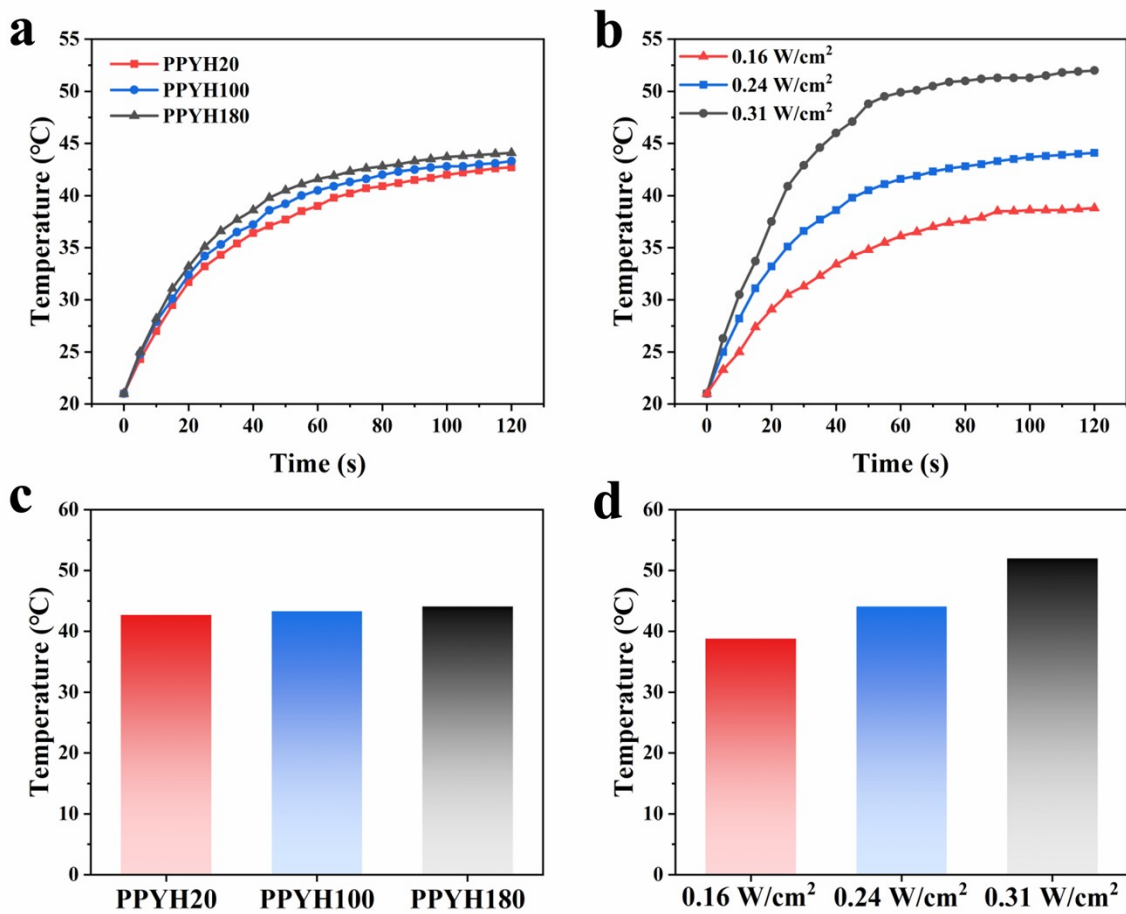 a
55
50
45
40
35
30
25
20
Temperature (°C)
PPYH20
PPYH100
PPYH180
0 20 40 60 80 100 120
Time (s)
b
55
50
45
40
35
30
25
20
Temperature (°C)
0.16 W/cm²
0.24 W/cm²
0.31 W/cm²
0 20 40 60 80 100 120
Time (s)
c
60
50
40
30
20
10
0
Temperature (°C)
PPYH20 PPYH100 PPYH180
d
60
50
40
30
20
10
0
Temperature (°C)
0.16 W/cm² 0.24 W/cm² 0.31 W/cm²